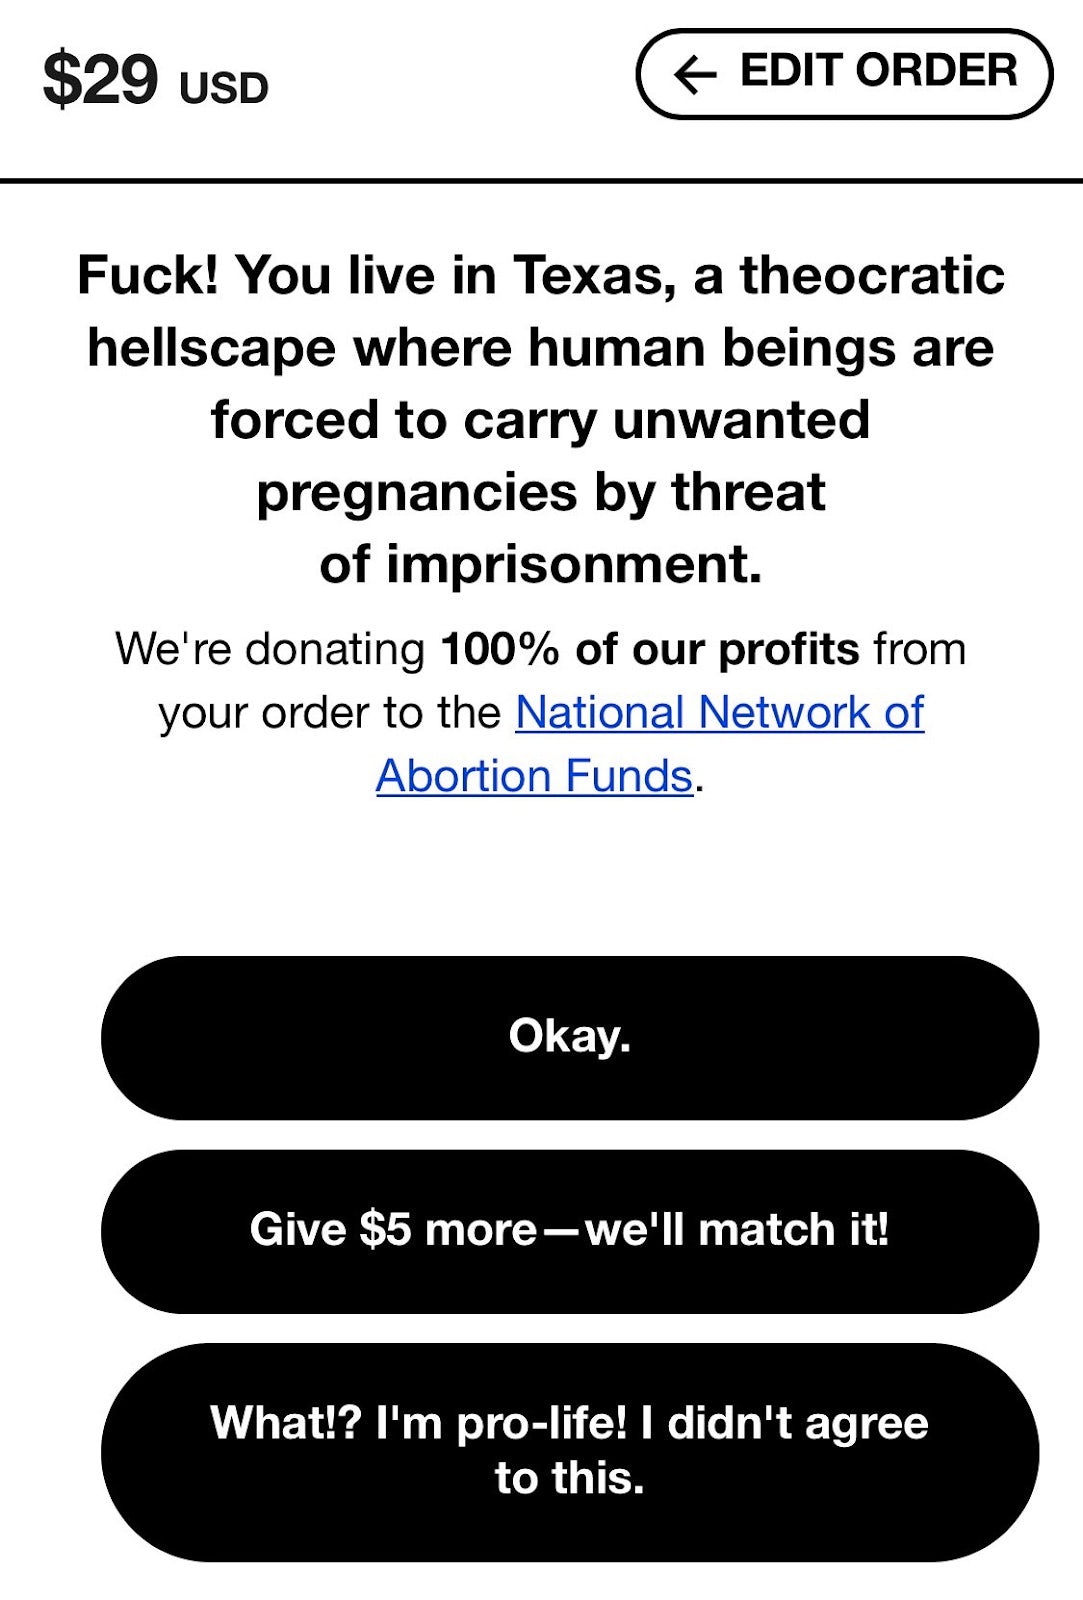 $29 USD
← EDIT ORDER
Fuck! You live in Texas, a theocratic
hellscape where human beings are
forced to carry unwanted
pregnancies by threat
of imprisonment.
We're donating 100% of our profits from
your order to the National Network of
Abortion Funds.
Okay.
Give $5 more—we'll match it!
What!? I'm pro-life! I didn't agree
to this.